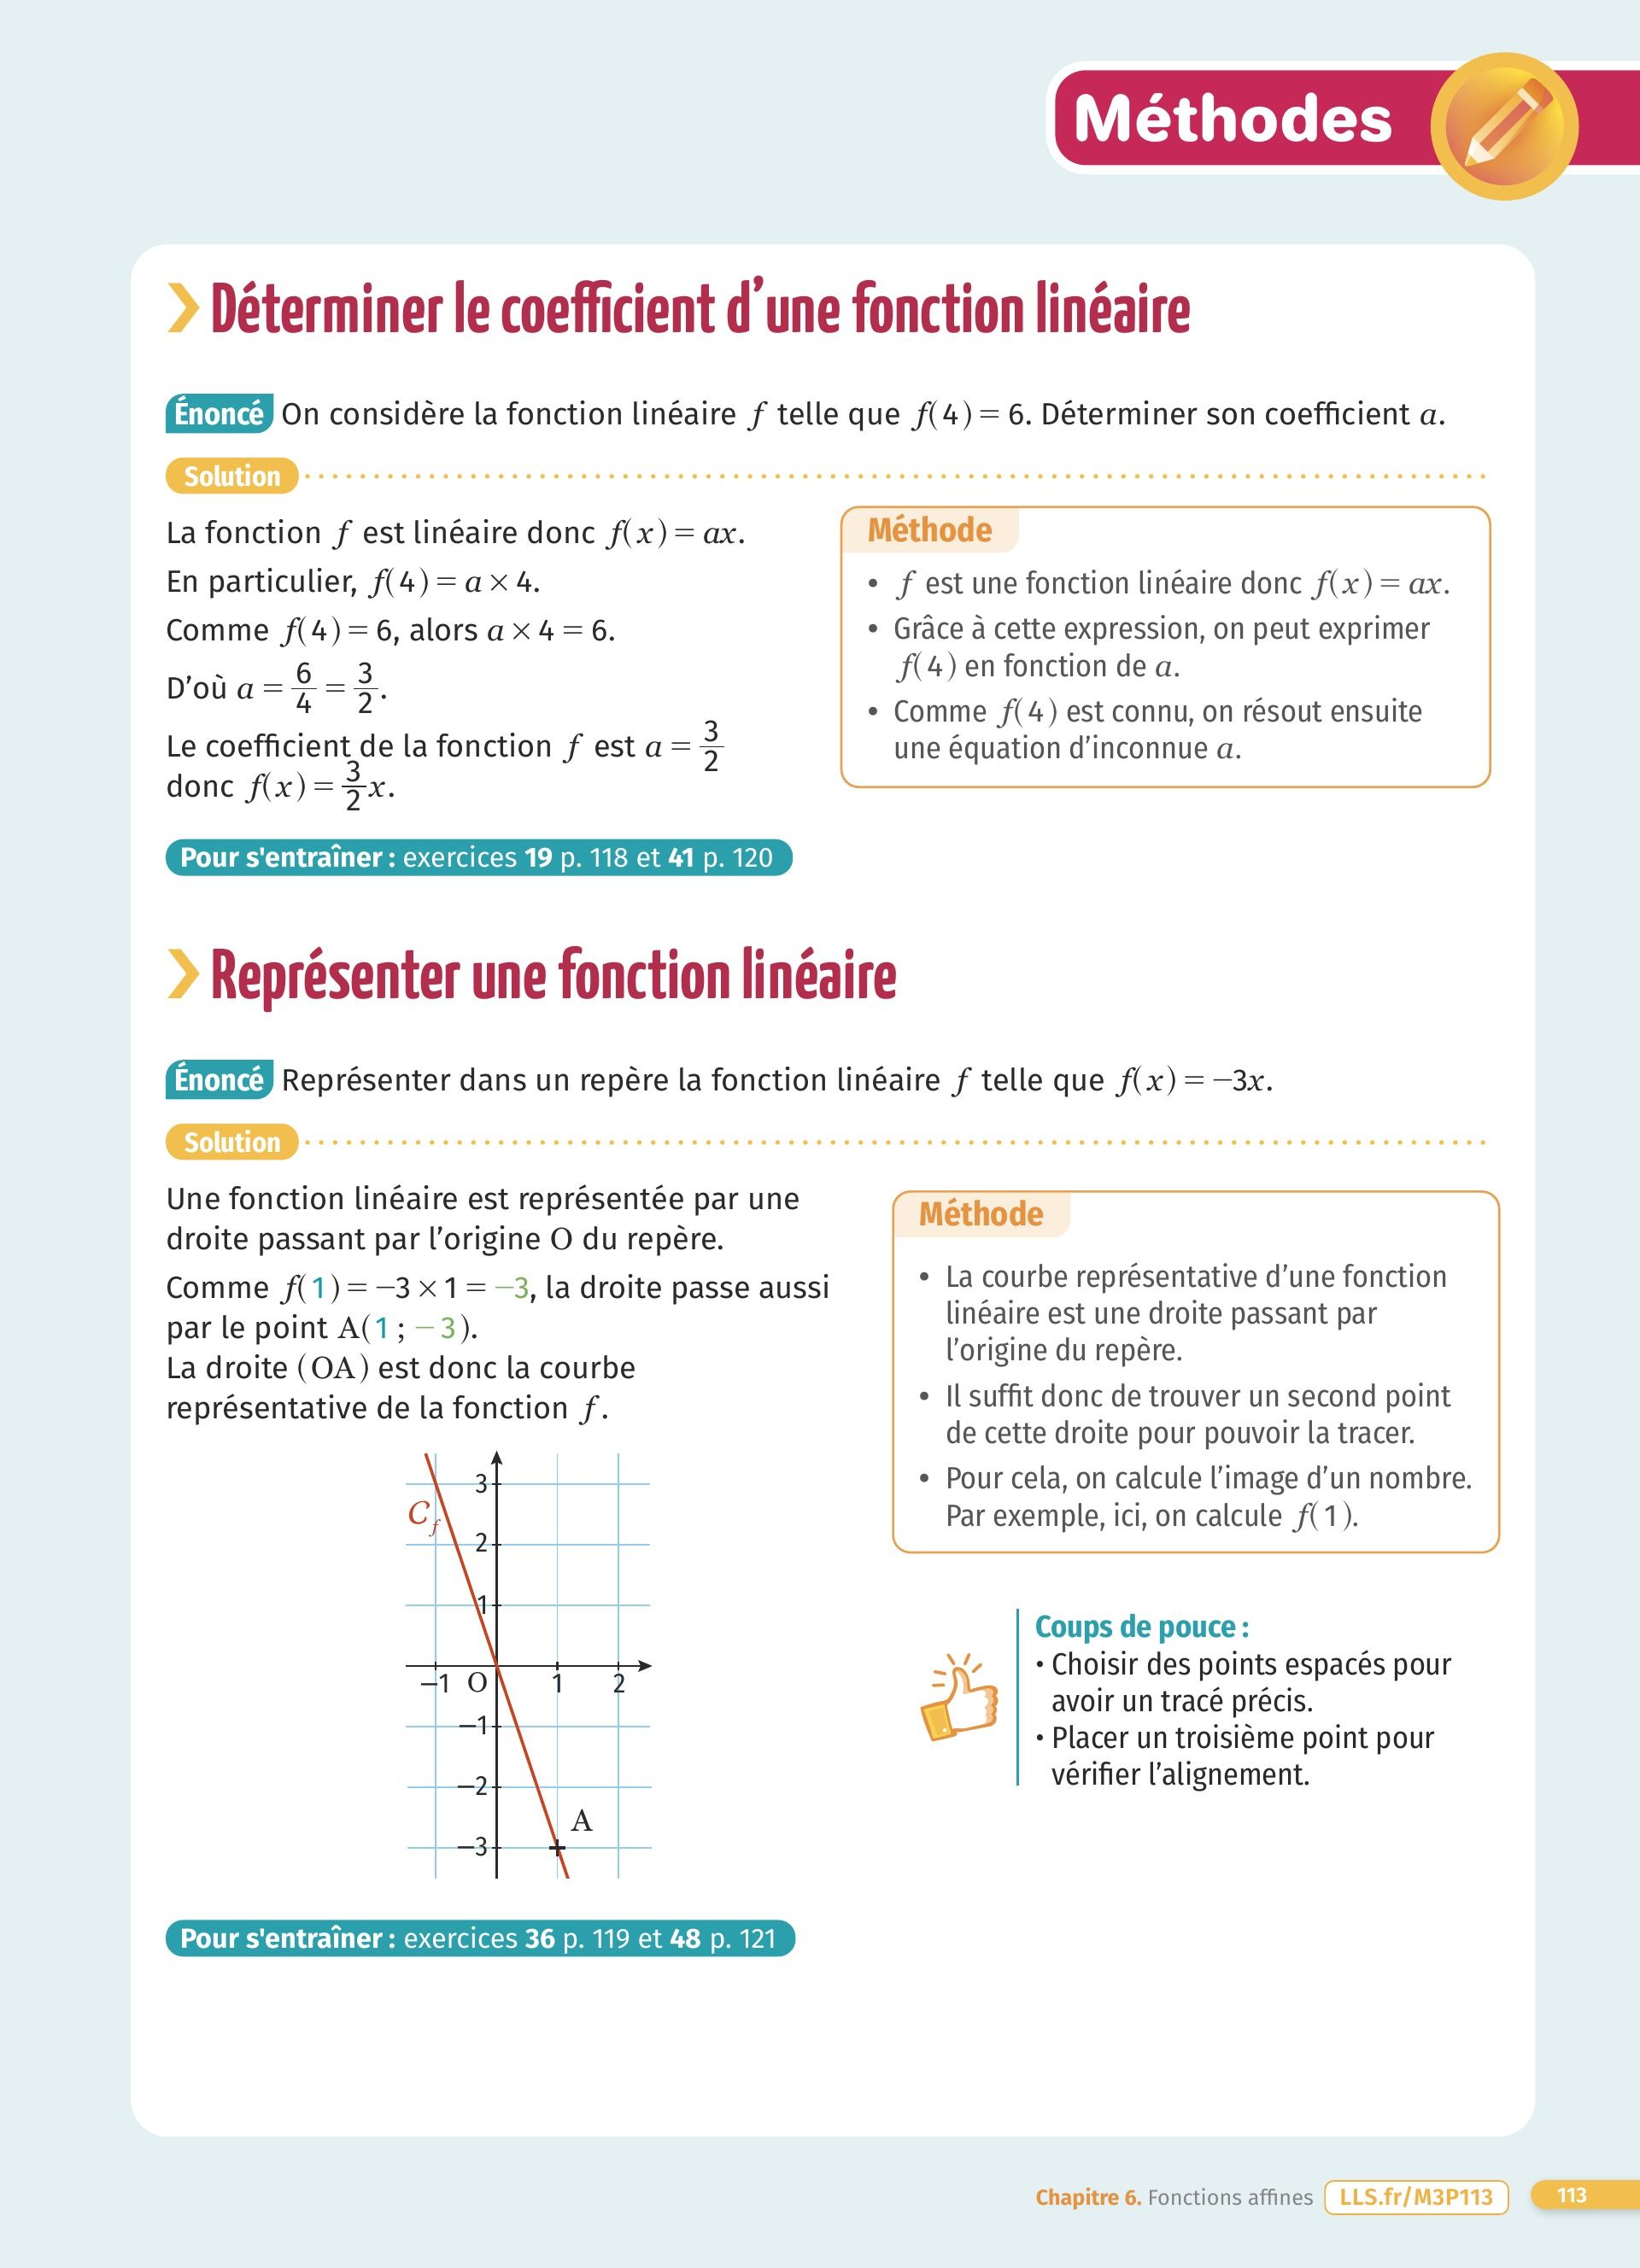 Méthodes
Déterminer le coefficient d’une fonction linéaire
Énoncé On considère la fonction linéaire f telle que f(4) = 6. Déterminer son coefficient a.
Solution
La fonction f est linéaire donc f(x) = ax.
En particulier, f(4) = a × 4.
Comme f(4) = 6, alors a × 4 = 6.
D’où a = 6/4 = 3/2.
Le coefficient de la fonction f est a = 3/2
donc f(x) = 3/2 x.
Méthode
• f est une fonction linéaire donc f(x) = ax.
• Grâce à cette expression, on peut exprimer
f(4) en fonction de a.
• Comme f(4) est connu, on résout ensuite
une équation d’inconnue a.
Pour s'entraîner : exercices 19 p. 118 et 41 p. 120
Représenter une fonction linéaire
Énoncé Représenter dans un repère la fonction linéaire f telle que f(x) = −3x.
Solution
Une fonction linéaire est représentée par une
droite passant par l’origine O du repère.
Comme f(1) = −3 × 1 = −3, la droite passe aussi
par le point A(1 ; −3).
La droite (OA) est donc la courbe
représentative de la fonction f.
3
C_f
2
1
−1 O 1 2
−1
−2
A
−3
Méthode
• La courbe représentative d’une fonction
linéaire est une droite passant par
l’origine du repère.
• Il suffit donc de trouver un second point
de cette droite pour pouvoir la tracer.
• Pour cela, on calcule l’image d’un nombre.
Par exemple, ici, on calcule f(1).
Coups de pouce :
• Choisir des points espacés pour
avoir un tracé précis.
• Placer un troisième point pour
vérifier l’alignement.
Pour s'entraîner : exercices 36 p. 119 et 48 p. 121
Chapitre 6. Fonctions affines LLS.fr/M3P113 113